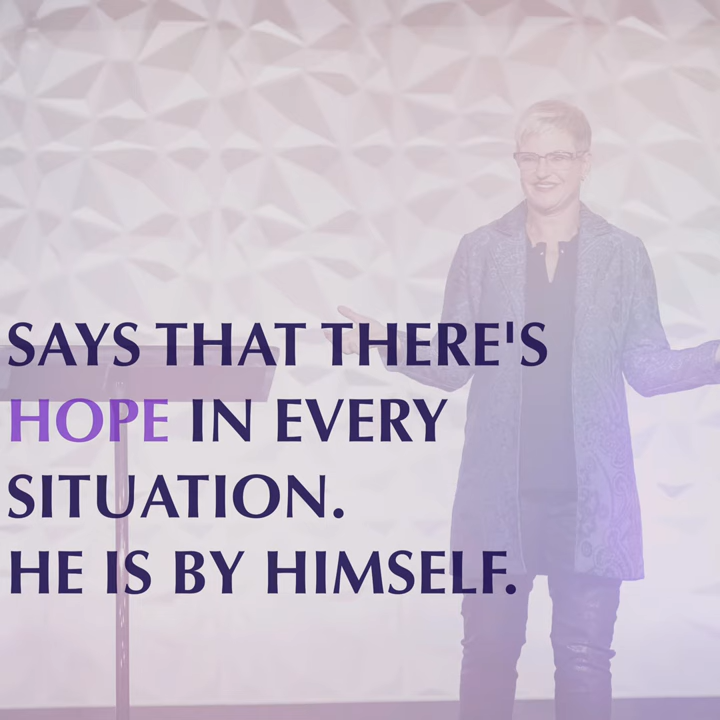 SAYS THAT THERE'S
HOPE IN EVERY
SITUATION.
HE IS BY HIMSELF.